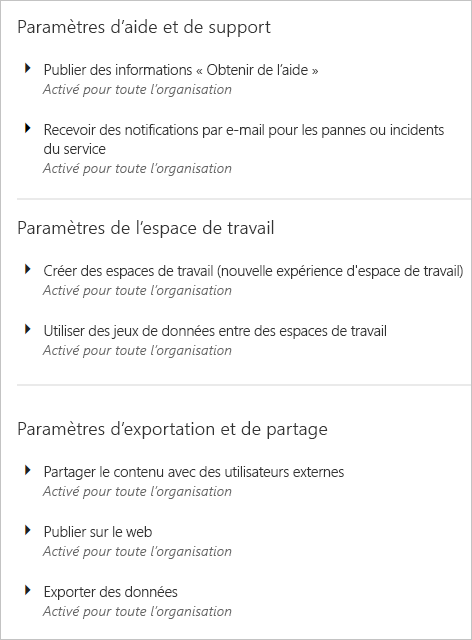 Paramètres d’aide et de support
Publier des informations « Obtenir de l’aide »
Activé pour toute l'organisation
Recevoir des notifications par e-mail pour les pannes ou incidents
du service
Activé pour toute l'organisation
Paramètres de l’espace de travail
Créer des espaces de travail (nouvelle expérience d'espace de travail)
Activé pour toute l'organisation
Utiliser des jeux de données entre des espaces de travail
Activé pour toute l'organisation
Paramètres d’exportation et de partage
Partager le contenu avec des utilisateurs externes
Activé pour toute l'organisation
Publier sur le web
Activé pour toute l'organisation
Exporter des données
Activé pour toute l'organisation